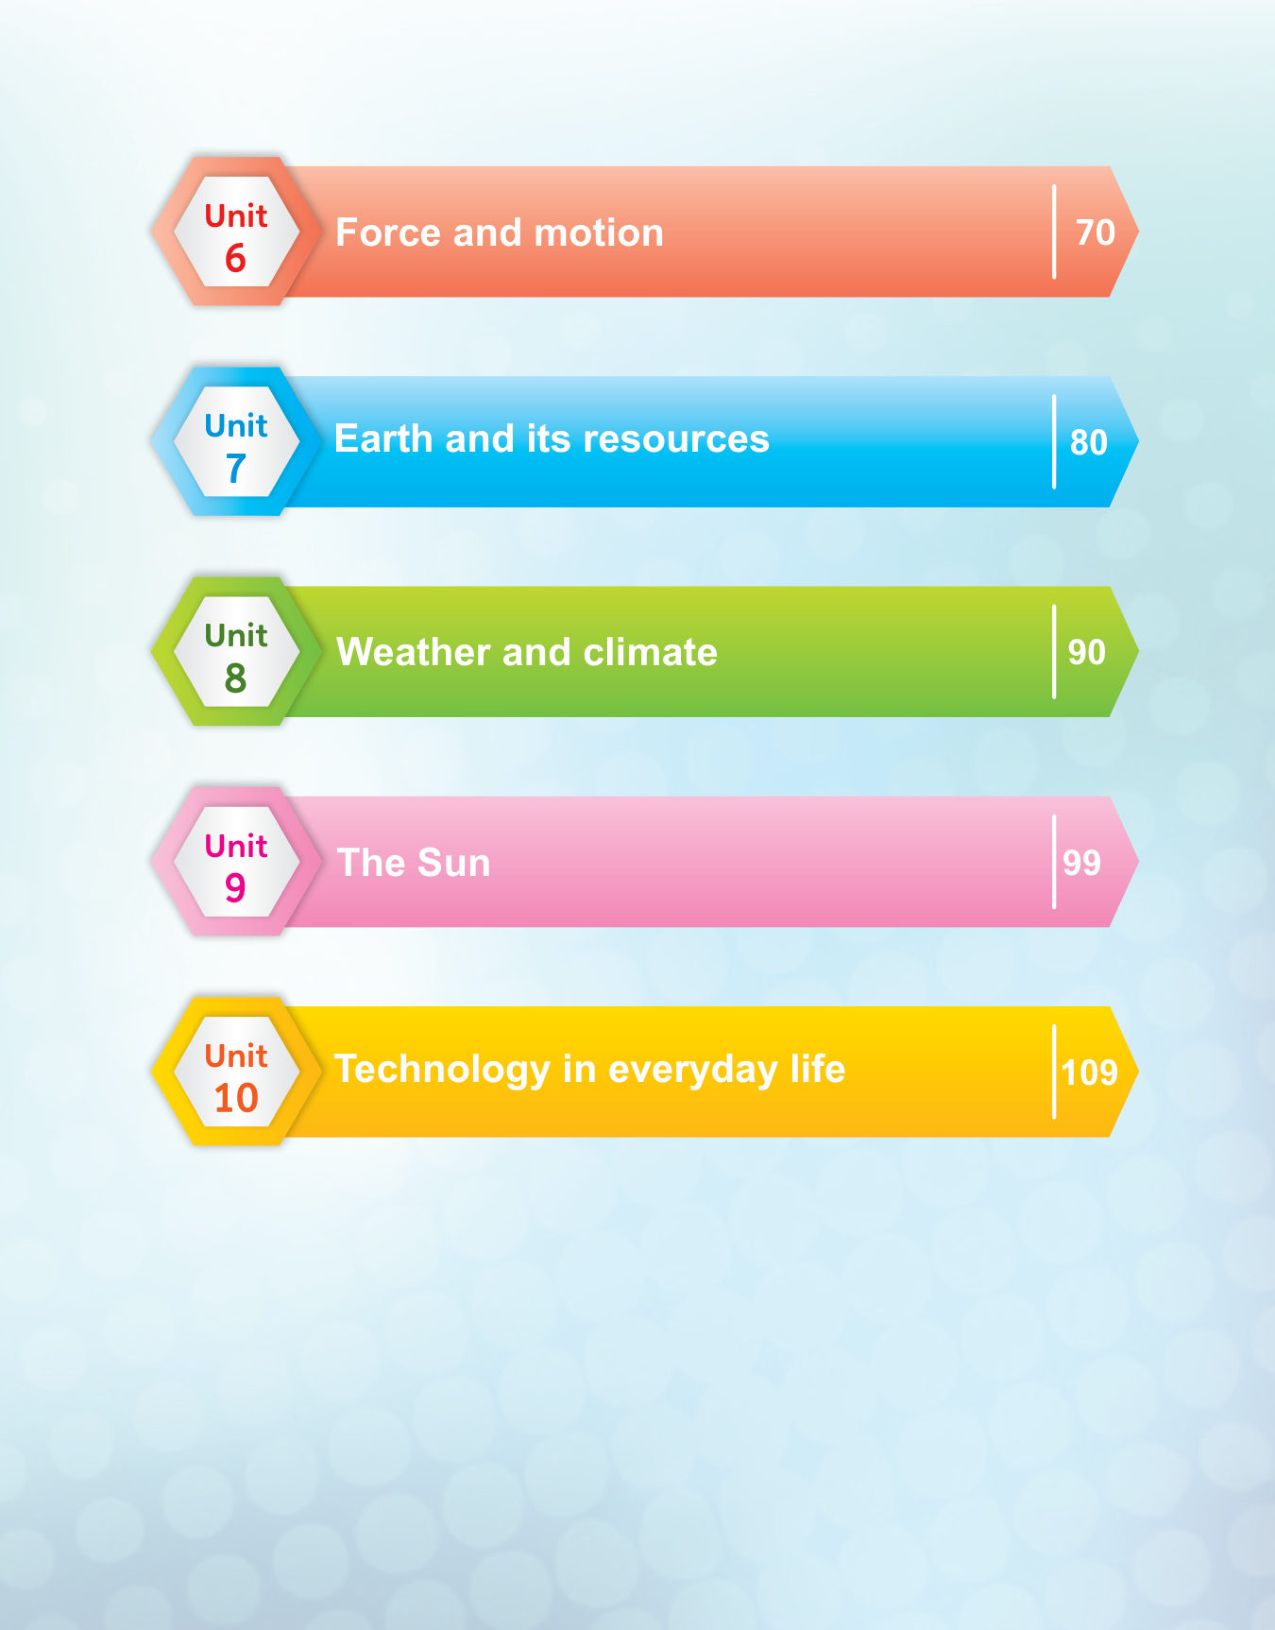 Unit
6
Force and motion
70
Unit
7
Earth and its resources
80
Unit
8
Weather and climate
90
Unit
9
The Sun
99
Unit
10
Technology in everyday life
109